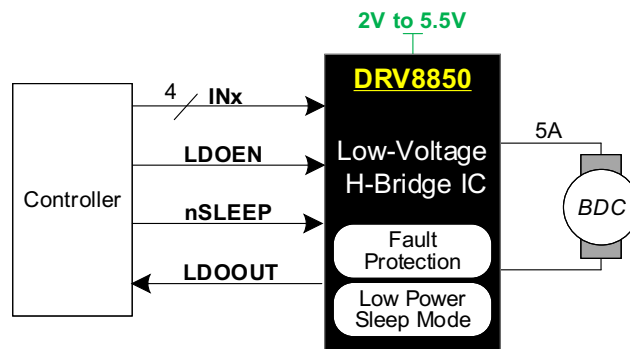 2V to 5.5V
DRV8850
4
INx
LDOEN
Low-Voltage
H-Bridge IC
5A
Controller
nSLEEP
BDC
Fault
Protection
LDOOUT
Low Power
Sleep Mode